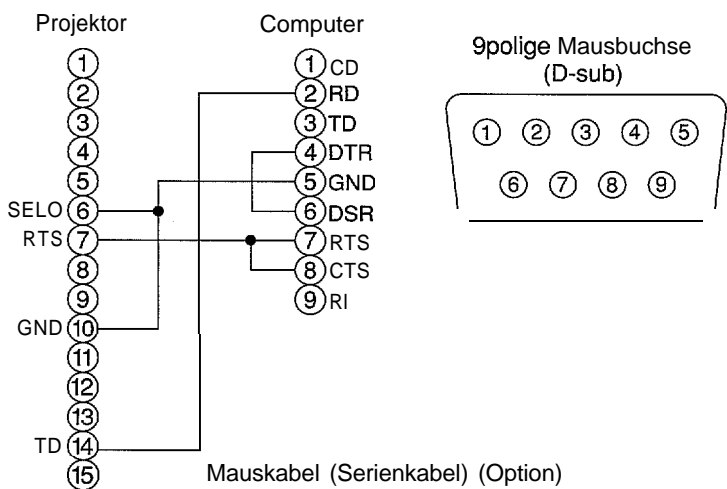 Projektor
1
2
3
4
5
SELO 6
RTS 7
8
9
GND 10
11
12
13
TD 14
15
Computer
1 CD
2 RD
3 TD
4 DTR
5 GND
6 DSR
7 RTS
8 CTS
9 RI
9polige Mausbuchse
(D-sub)
1 2 3 4 5
6 7 8 9
Mauskabel (Serienkabel) (Option)